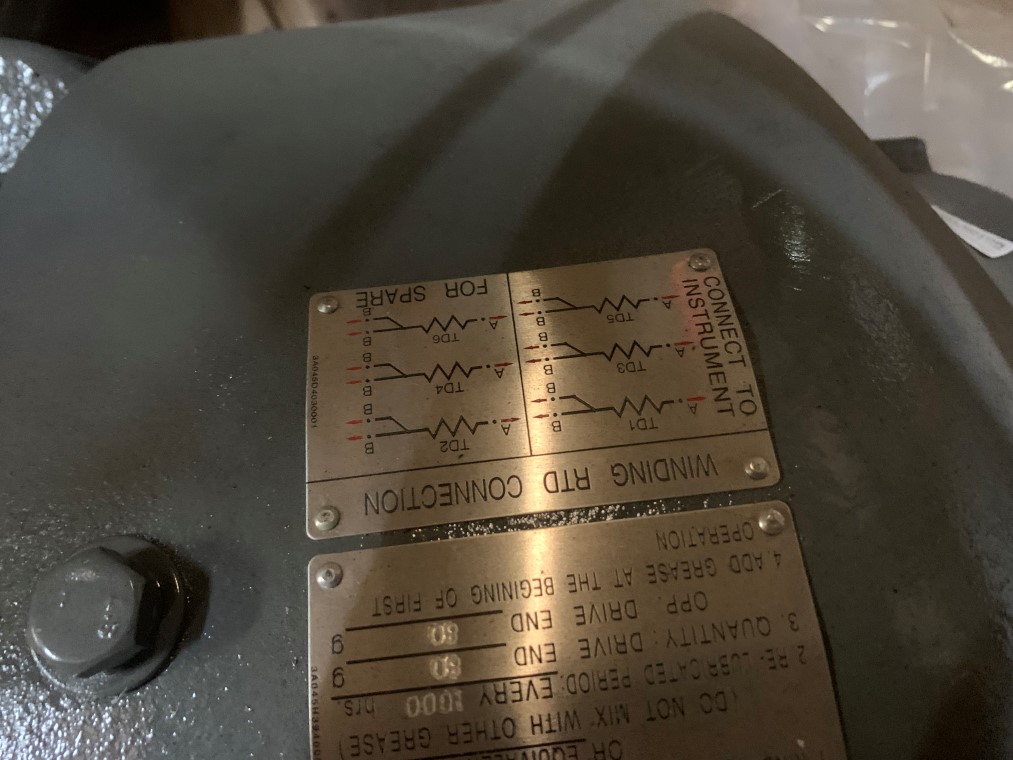 OR
(DO NOT MIX WITH OTHER GREASE)
2 RE- LUBRICATED PERIOD: EVERY 1000 hrs.
3. QUANTITY: DRIVE END g
OPP. DRIVE END g
4. ADD GREASE AT THE BEGINING OF FIRST
OPERATION
WINDING RTD CONNECTION
CONNECT TO
INSTRUMENT
TD1
A B B
TD3
A B B
TD5
A B B
TD2
A B B
TD4
A B B
TD6
A B B
FOR SPARE
3A048D4030001